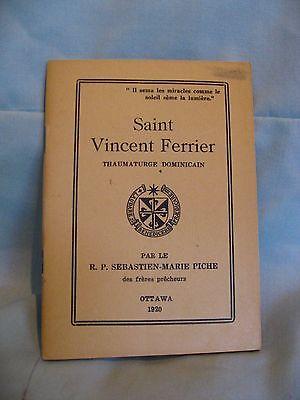 " Il sema les miracles comme le
soleil sème la lumière."
Saint
Vincent Ferrier
THAUMATURGE DOMINICAIN
PAR LE
R. P. SEBASTIEN-MARIE PICHE
des frères prêcheurs
OTTAWA
1920